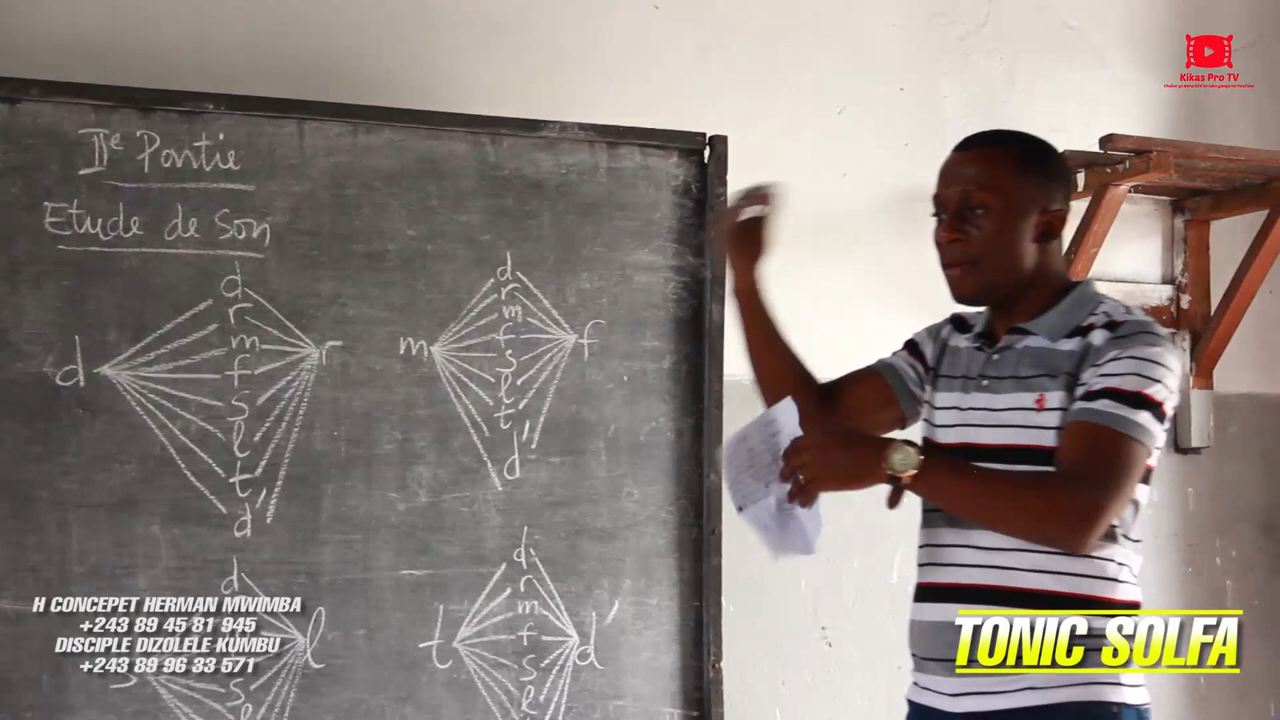 IIe Partie
Etude de Son
d
r
m
f
s
l
t
d'
d
r
d
r
m
f
s
l
t
d'
m
f
d
s
l
s
d
r
m
f
s
l
t
d'
Kikas Pro TV
H CONCEPET HERMAN MWIMBA
+243 89 45 81 945
DISCIPLE DIZOLELE KUMBU
+243 89 96 33 571
TONIC SOLFA